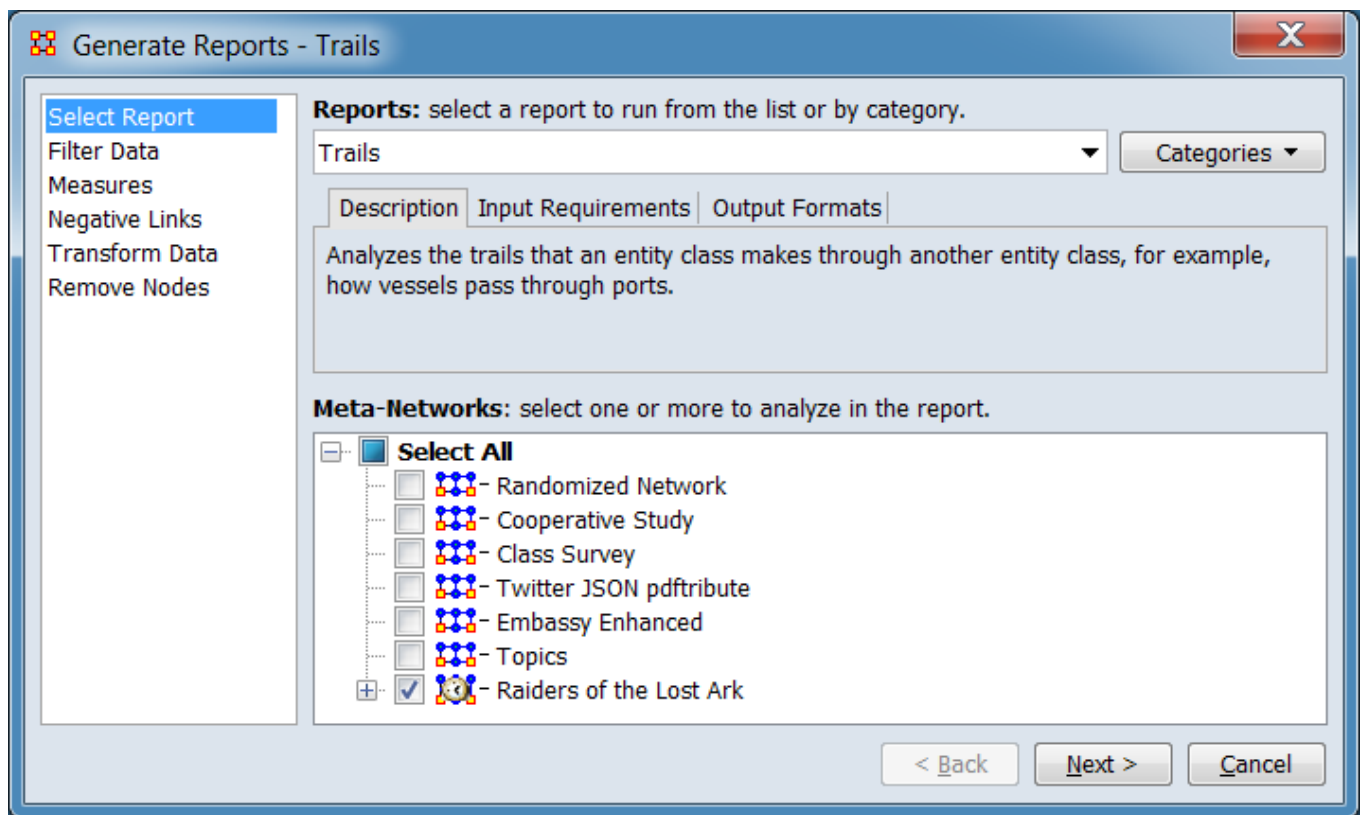 Generate Reports - Trails
X
Select Report
Filter Data
Measures
Negative Links
Transform Data
Remove Nodes
Reports: select a report to run from the list or by category.
Trails
Categories
Description Input Requirements Output Formats
Analyzes the trails that an entity class makes through another entity class, for example,
how vessels pass through ports.
Meta-Networks: select one or more to analyze in the report.
Select All
- Randomized Network
- Cooperative Study
- Class Survey
- Twitter JSON pdftribute
- Embassy Enhanced
- Topics
- Raiders of the Lost Ark
< Back Next > Cancel